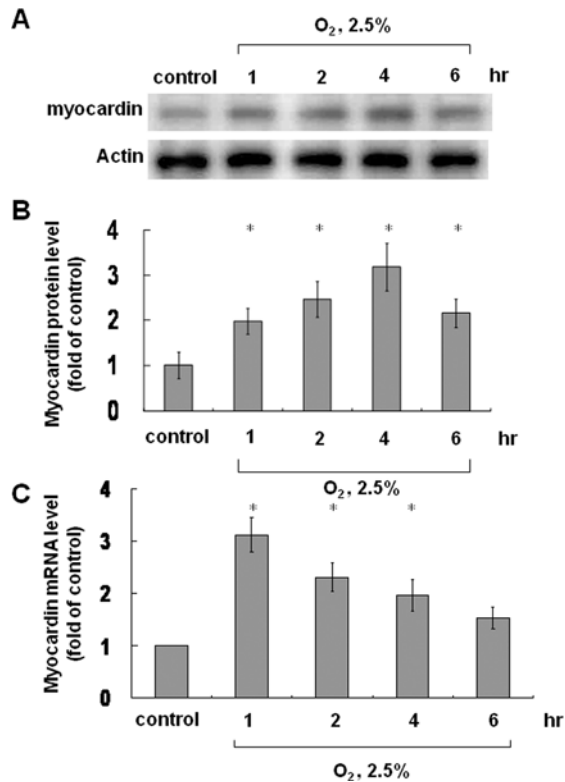 A
O2, 2.5%
control 1 2 4 6 hr
myocardin
Actin
B
Myocardin protein level
(fold of control)
4
3
2
1
0
* * * *
control 1 2 4 6 hr
O2, 2.5%
C
Myocardin mRNA level
(fold of control)
4
3
2
1
0
* * *
control 1 2 4 6 hr
O2, 2.5%